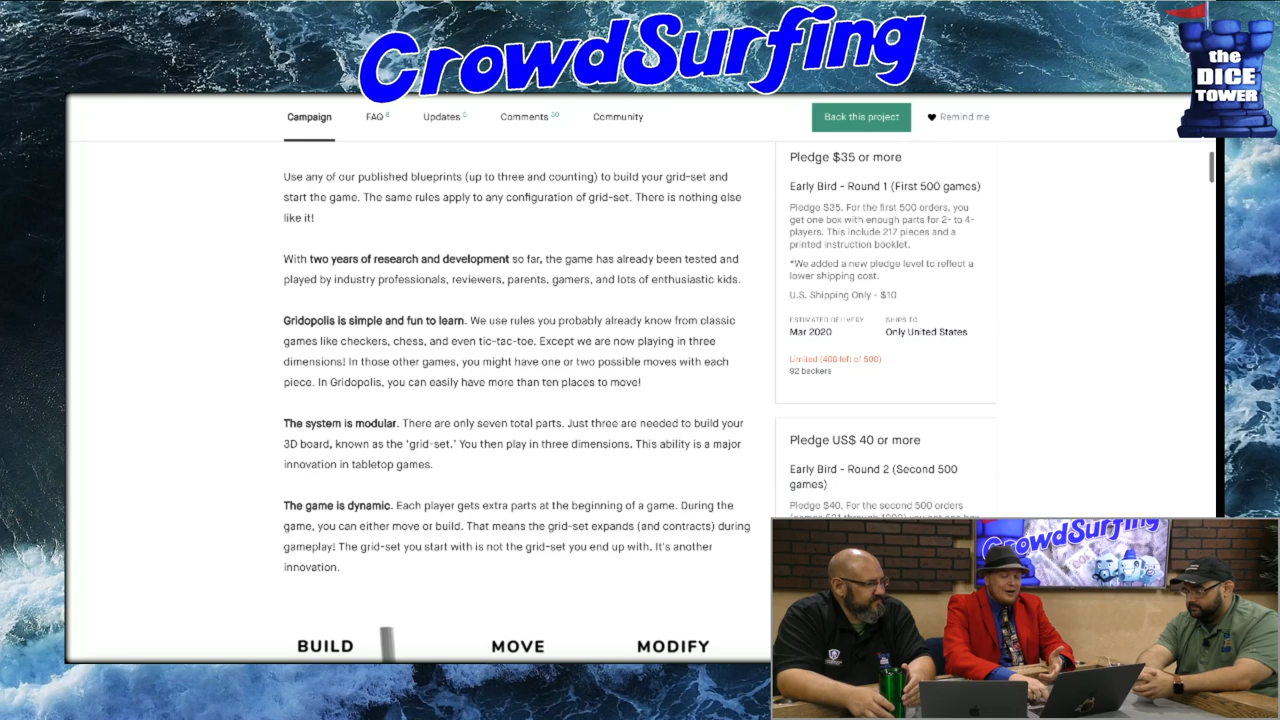 CrowdSurfing
the
DICE
TOWER
Campaign
FAQ 8
Updates 0
Comments 30
Community
Back this project
Remind me
Use any of our published blueprints (up to three and counting) to build your grid-set and
start the game. The same rules apply to any configuration of grid-set. There is nothing else
like it!
With two years of research and development so far, the game has already been tested and
played by industry professionals, reviewers, parents, gamers, and lots of enthusiastic kids.
Gridopolis is simple and fun to learn. We use rules you probably already know from classic
games like checkers, chess, and even tic-tac-toe. Except we are now playing in three
dimensions! In those other games, you might have one or two possible moves with each
piece. In Gridopolis, you can easily have more than ten places to move!
The system is modular. There are only seven total parts. Just three are needed to build your
3D board, known as the 'grid-set.' You then play in three dimensions. This ability is a major
innovation in tabletop games.
The game is dynamic. Each player gets extra parts at the beginning of a game. During the
game, you can either move or build. That means the grid-set expands (and contracts) during
gameplay! The grid-set you start with is not the grid-set you end up with. It's another
innovation.
BUILD
MOVE
MODIFY
Pledge $35 or more
Early Bird - Round 1 (First 500 games)
Pledge $35. For the first 500 orders, you
get one box with enough parts for 2- to 4-
players. This include 217 pieces and a
printed instruction booklet.
*We added a new pledge level to reflect a
lower shipping cost.
U.S. Shipping Only - $10
ESTIMATED DELIVERY
SHIPS TO
Mar 2020
Only United States
Limited (408 left of 500)
92 backers
Pledge US$ 40 or more
Early Bird - Round 2 (Second 500
games)
Pledge $40. For the second 500 orders
CrowdSurfing